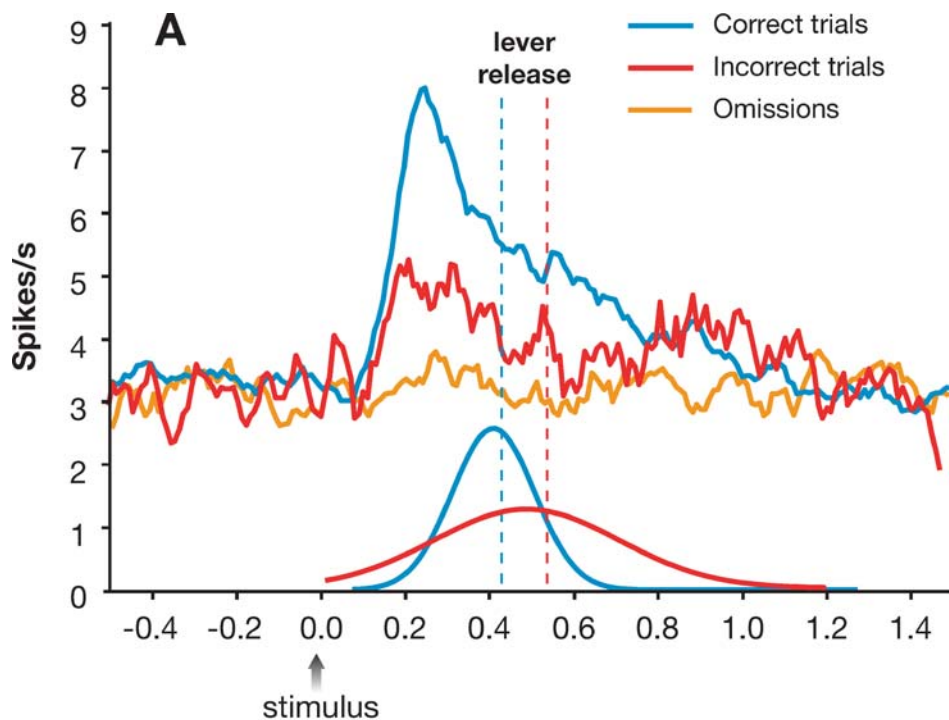 A
lever
release
Correct trials
Incorrect trials
Omissions
Spikes/s
9
8
7
6
5
4
3
2
1
0
-0.4 -0.2 0.0 0.2 0.4 0.6 0.8 1.0 1.2 1.4
stimulus